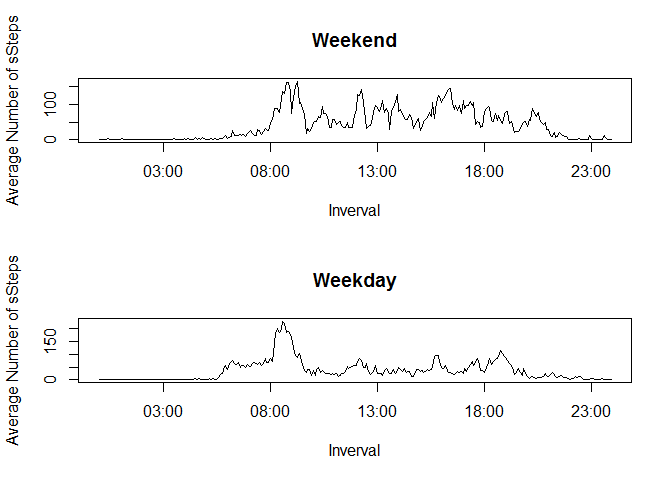 Weekend
Average Number of sSteps
0 100
03:00 08:00 13:00 18:00 23:00
Inverval
Weekday
Average Number of sSteps
0 150
03:00 08:00 13:00 18:00 23:00
Inverval